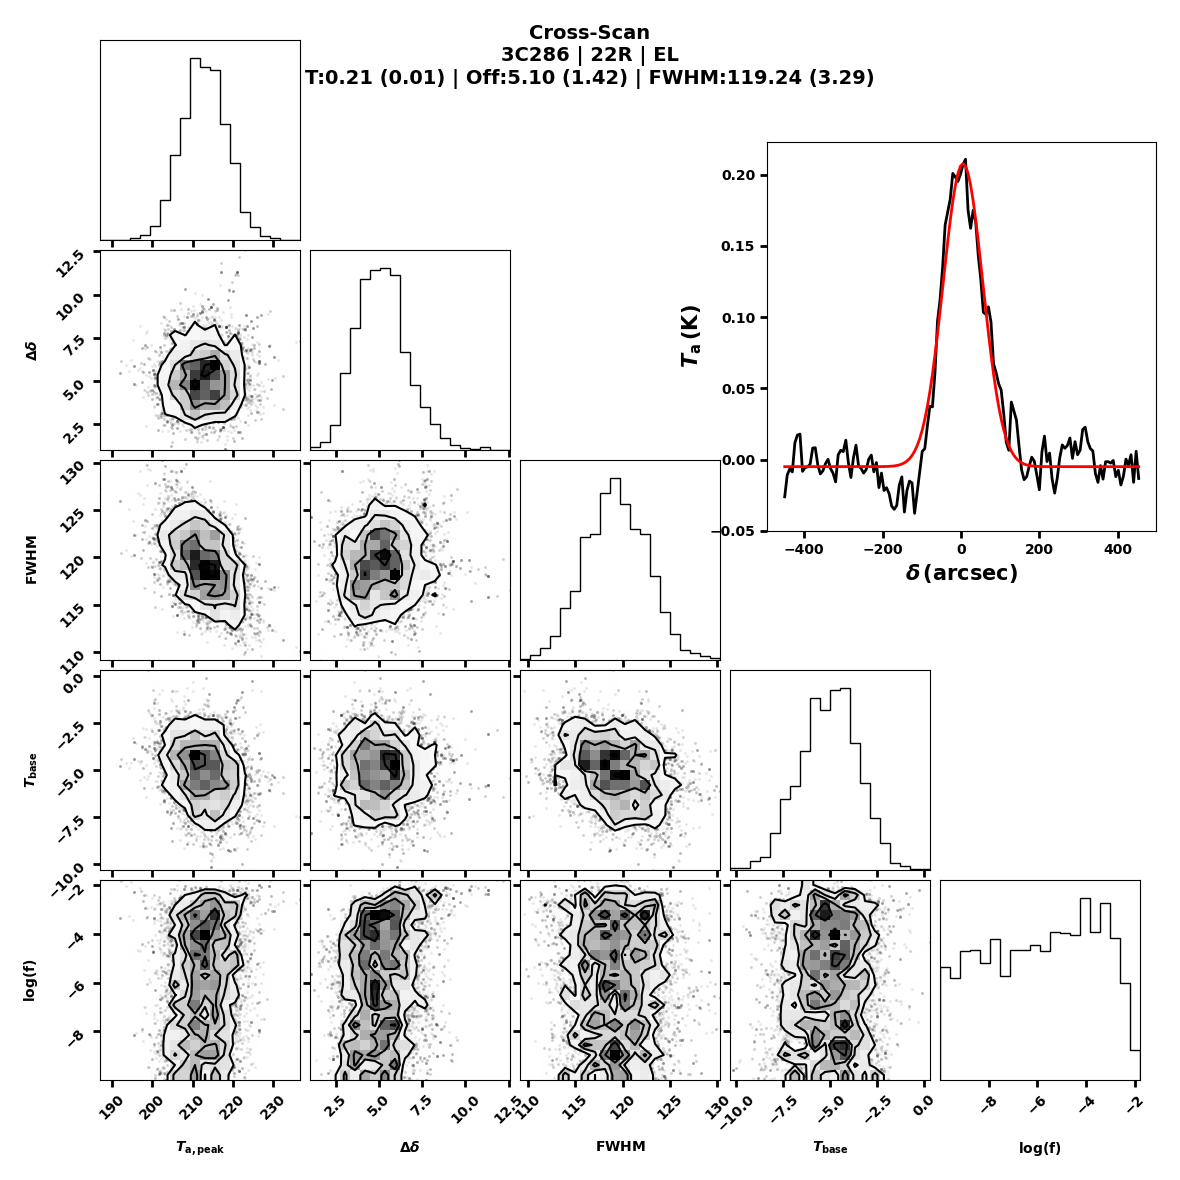 Cross-Scan
3C286 | 22R | EL
T:0.21 (0.01) | Off:5.10 (1.42) | FWHM:119.24 (3.29)
0.20
0.15
0.10
0.05
0.00
−0.05
Ta (K)
−400 −200 0 200 400
δ (arcsec)
12.5
10.0
7.5
5.0
2.5
Δδ
130
125
120
115
110
FWHM
0.0
−2.5
−5.0
−7.5
−10.0
Tbase
−2
−4
−6
−8
log(f)
190 200 210 220 230
2.5 5.0 7.5 10.0 12.5
110 115 120 125 130
−10.0 −7.5 −5.0 −2.5 0.0
−8 −6 −4 −2
Ta,peak Δδ FWHM Tbase log(f)